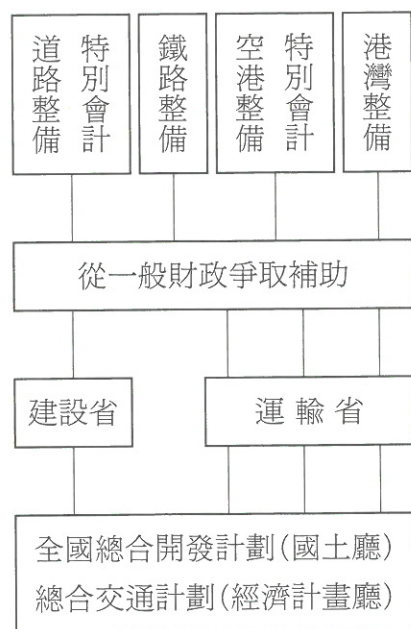 道路整備
特別會計
鐵路整備
空港整備
特別會計
港灣整備
從一般財政爭取補助
建設省
運輸省
全國總合開發計劃(國土廳)
總合交通計劃(經濟計畫廳)